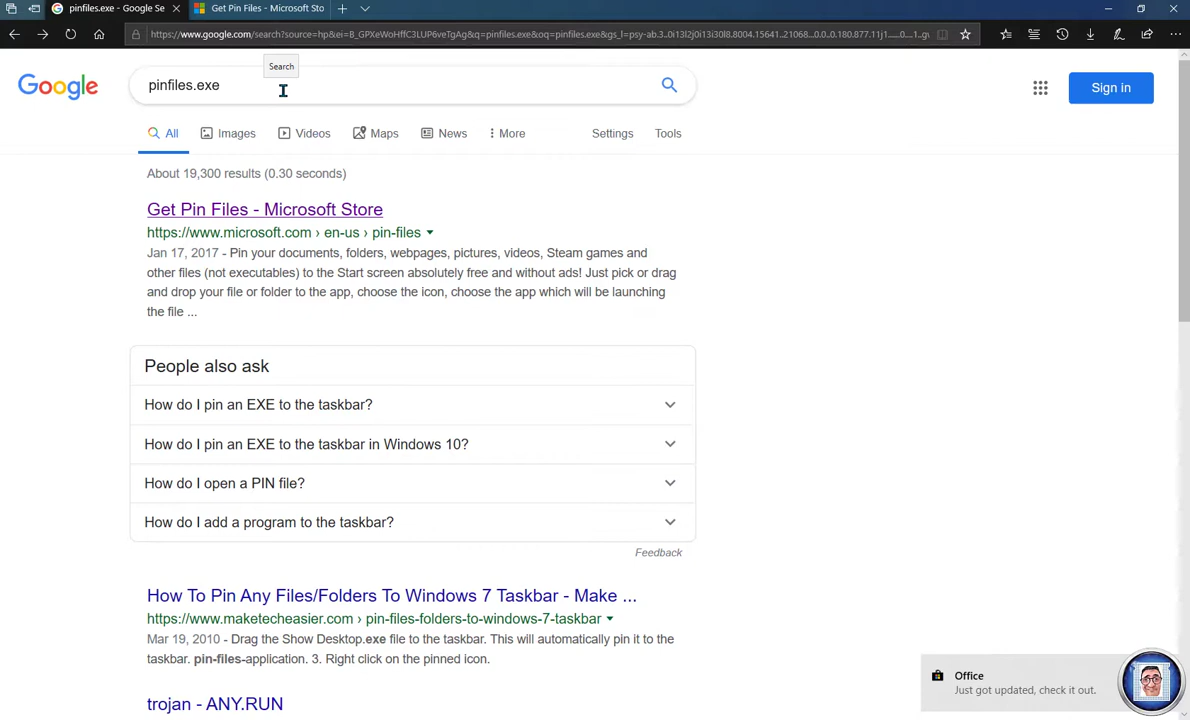 pinfiles.exe - Google Se
Get Pin Files - Microsoft Sto
https://www.google.com/search?source=hp&ei=8_GPXeWoHffC3LUP6veTgAg&q=pinfiles.exe&oq=pinfiles.exe&gs_l=psy-ab.3..0i13l2j0i13i30l8.8004.15641..21068...0.0..0.180.877.11j1......0....1..gv
Search
Google
pinfiles.exe
Sign in
All
Images
Videos
Maps
News
More
Settings
Tools
About 19,300 results (0.30 seconds)
Get Pin Files - Microsoft Store
https://www.microsoft.com › en-us › pin-files
Jan 17, 2017 - Pin your documents, folders, webpages, pictures, videos, Steam games and
other files (not executables) to the Start screen absolutely free and without ads! Just pick or drag
and drop your file or folder to the app, choose the icon, choose the app which will be launching
the file ...
People also ask
How do I pin an EXE to the taskbar?
How do I pin an EXE to the taskbar in Windows 10?
How do I open a PIN file?
How do I add a program to the taskbar?
Feedback
How To Pin Any Files/Folders To Windows 7 Taskbar - Make ...
https://www.maketecheasier.com › pin-files-folders-to-windows-7-taskbar
Mar 19, 2010 - Drag the Show Desktop.exe file to the taskbar. This will automatically pin it to the
taskbar. pin-files-application. 3. Right click on the pinned icon.
trojan - ANY.RUN
Office
Just got updated, check it out.